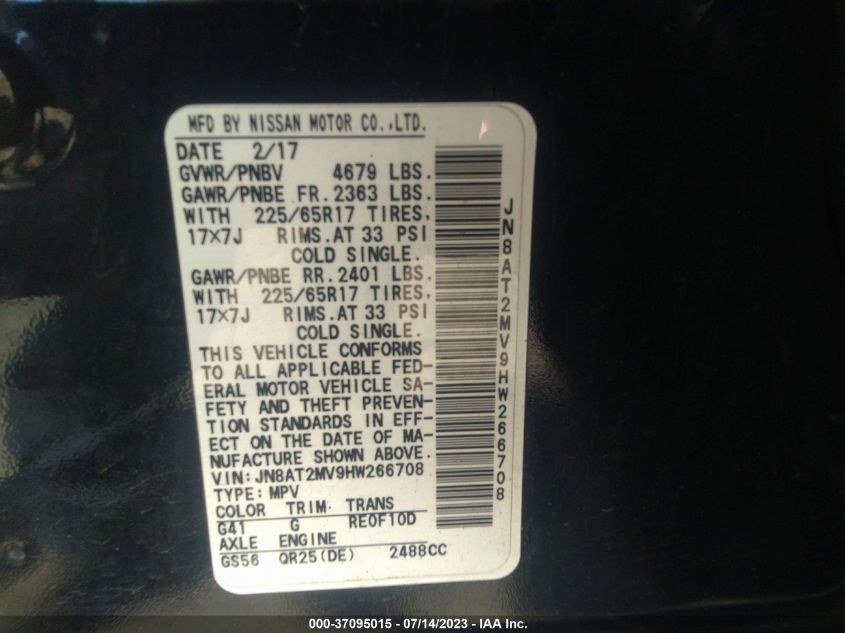 MFD BY NISSAN MOTOR CO.,LTD.
DATE 2/17
GVWR/PNBV 4679 LBS.
GAWR/PNBE FR. 2363 LBS.
WITH 225/65R17 TIRES,
17×7J RIMS. AT 33 PSI
COLD SINGLE.
GAWR/PNBE RR. 2401 LBS.
WITH 225/65R17 TIRES,
17×7J RIMS. AT 33 PSI
COLD SINGLE.
THIS VEHICLE CONFORMS
TO ALL APPLICABLE FED-
ERAL MOTOR VEHICLE SA-
FETY AND THEFT PREVEN-
TION STANDARDS IN EFF-
ECT ON THE DATE OF MA-
NUFACTURE SHOWN ABOVE.
VIN: JN8AT2MV9HW266708
TYPE: MPV
COLOR TRIM TRANS
G41 G RE0F10D
AXLE ENGINE
GS56 QR25(DE) 2488CC
JN8AT2MV9HW266708
000-37095015 - 07/14/2023 - IAA Inc.